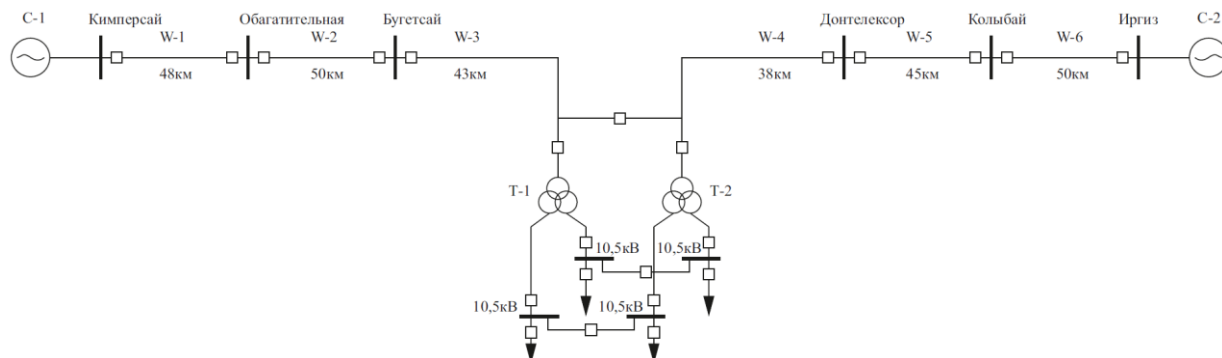 С-1
Кимперсай
Обагатительная
Бугетсай
Донтелексор
Колыбай
Иргиз
С-2
W-1
W-2
W-3
W-4
W-5
W-6
48км
50км
43км
38км
45км
50км
Т-1
Т-2
10,5кВ
10,5кВ
10,5кВ
10,5кВ